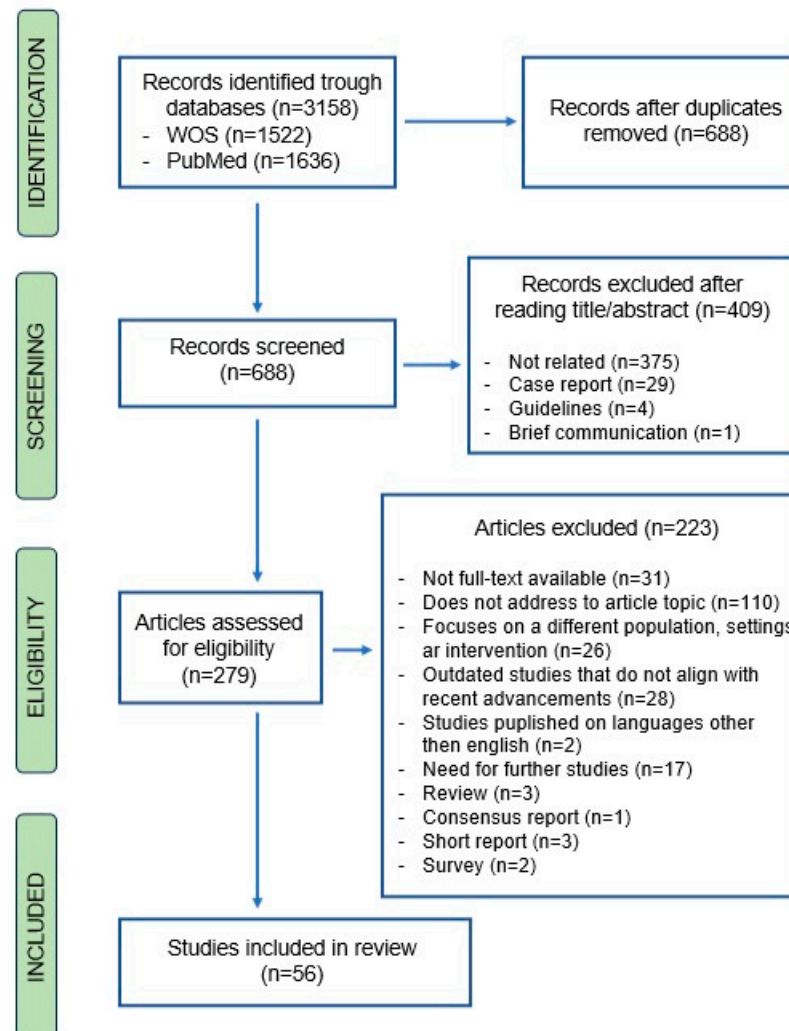 IDENTIFICATION
Records identified trough
databases (n=3158)
- WOS (n=1522)
- PubMed (n=1636)
Records after duplicates
removed (n=688)
SCREENING
Records screened
(n=688)
Records excluded after
reading title/abstract (n=409)
- Not related (n=375)
- Case report (n=29)
- Guidelines (n=4)
- Brief communication (n=1)
ELIGIBILITY
Articles assessed
for eligibility
(n=279)
Articles excluded (n=223)
- Not full-text available (n=31)
- Does not address to article topic (n=110)
- Focuses on a different population, settings
ar intervention (n=26)
- Outdated studies that do not align with
recent advancements (n=28)
- Studies puplished on languages other
then english (n=2)
- Need for further studies (n=17)
- Review (n=3)
- Consensus report (n=1)
- Short report (n=3)
- Survey (n=2)
INCLUDED
Studies included in review
(n=56)